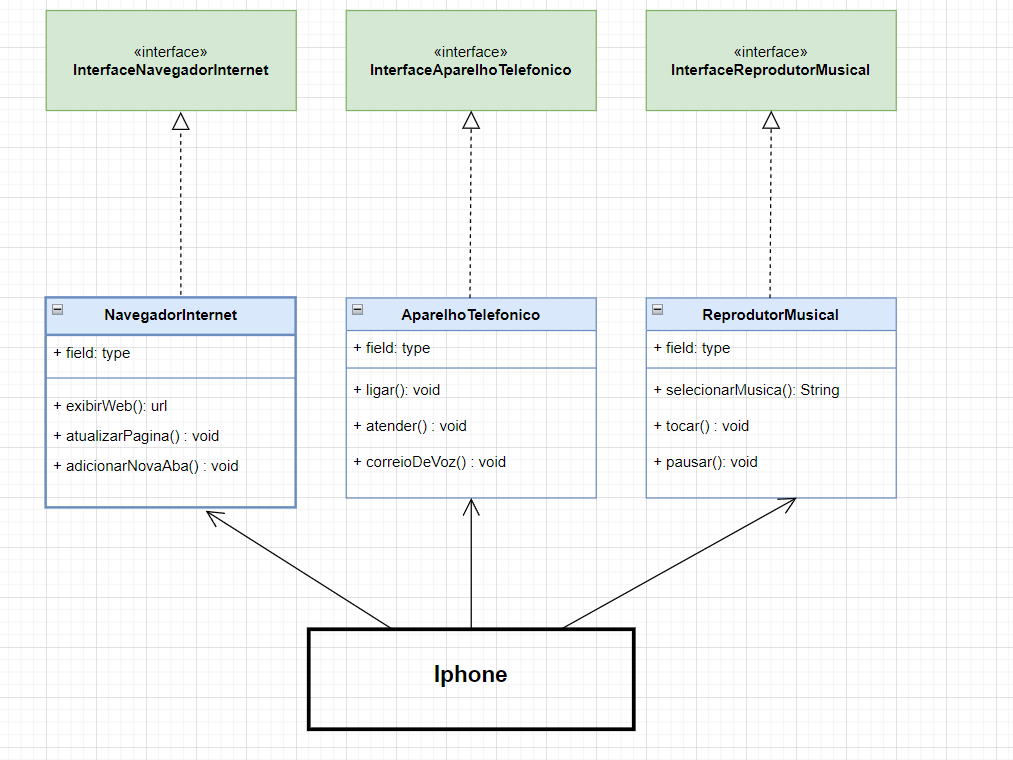 «interface»
InterfaceNavegadorInternet
«interface»
InterfaceAparelhoTelefonico
«interface»
InterfaceReprodutorMusical
NavegadorInternet
+ field: type
+ exibirWeb(): url
+ atualizarPagina() : void
+ adicionarNovaAba() : void
AparelhoTelefonico
+ field: type
+ ligar(): void
+ atender() : void
+ correioDeVoz() : void
ReprodutorMusical
+ field: type
+ selecionarMusica(): String
+ tocar() : void
+ pausar(): void
Iphone